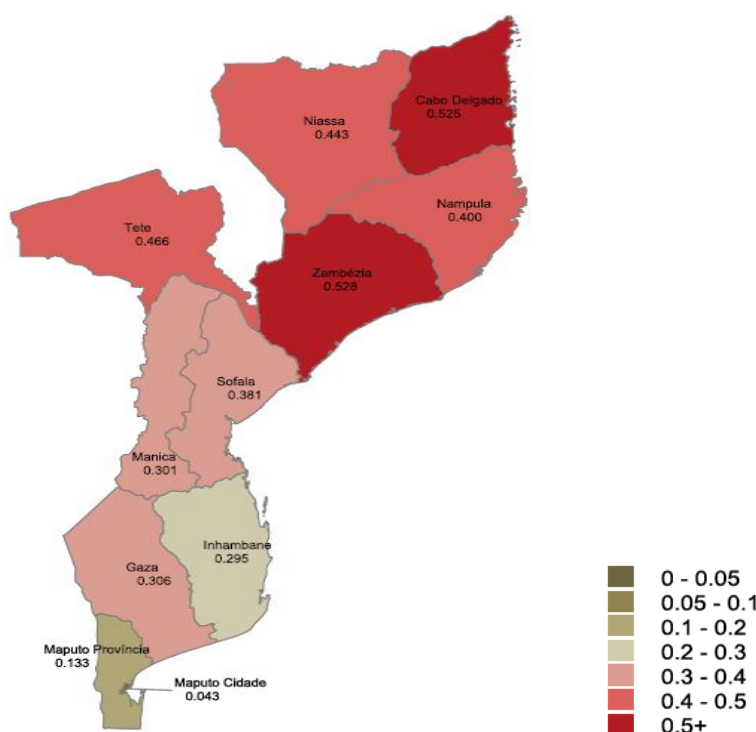 Cabo Delgado
0.525
Niassa
0.443
Nampula
0.400
Tete
0.466
Zambézia
0.528
Sofala
0.381
Manica
0.301
Inhambane
0.295
Gaza
0.306
Maputo Província
0.133
Maputo Cidade
0.043
0 - 0.05
0.05 - 0.1
0.1 - 0.2
0.2 - 0.3
0.3 - 0.4
0.4 - 0.5
0.5+